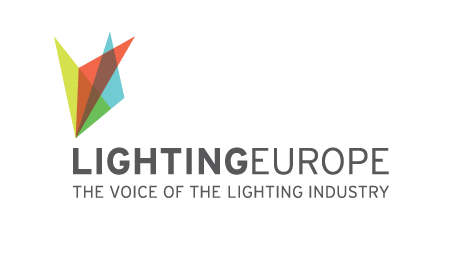 LIGHTINGEUROPE
THE VOICE OF THE LIGHTING INDUSTRY